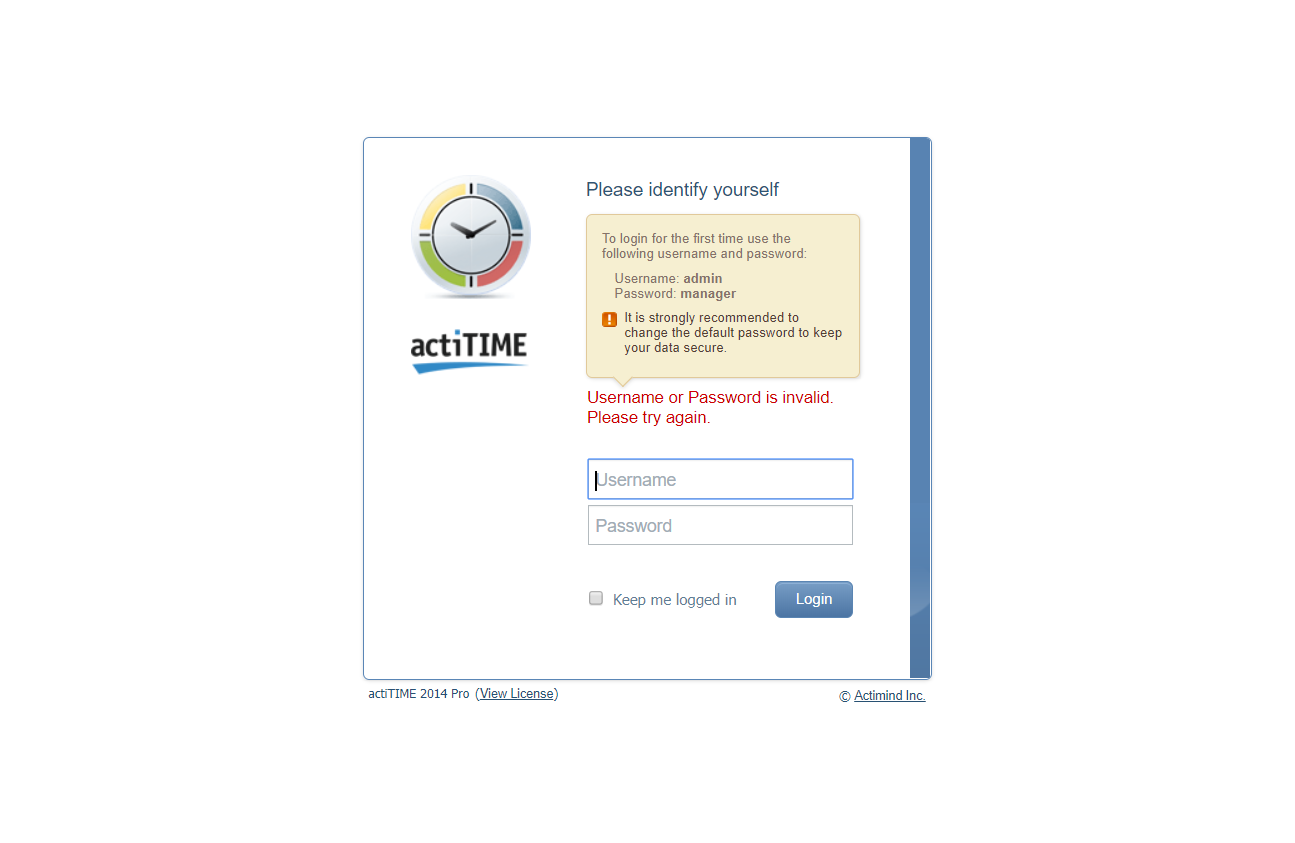 Please identify yourself
To login for the first time use the
following username and password:
Username: admin
Password: manager
It is strongly recommended to
change the default password to keep
your data secure.
actiTIME
Username or Password is invalid.
Please try again.
Username
Password
Keep me logged in
Login
actiTIME 2014 Pro (View License)
© Actimind Inc.